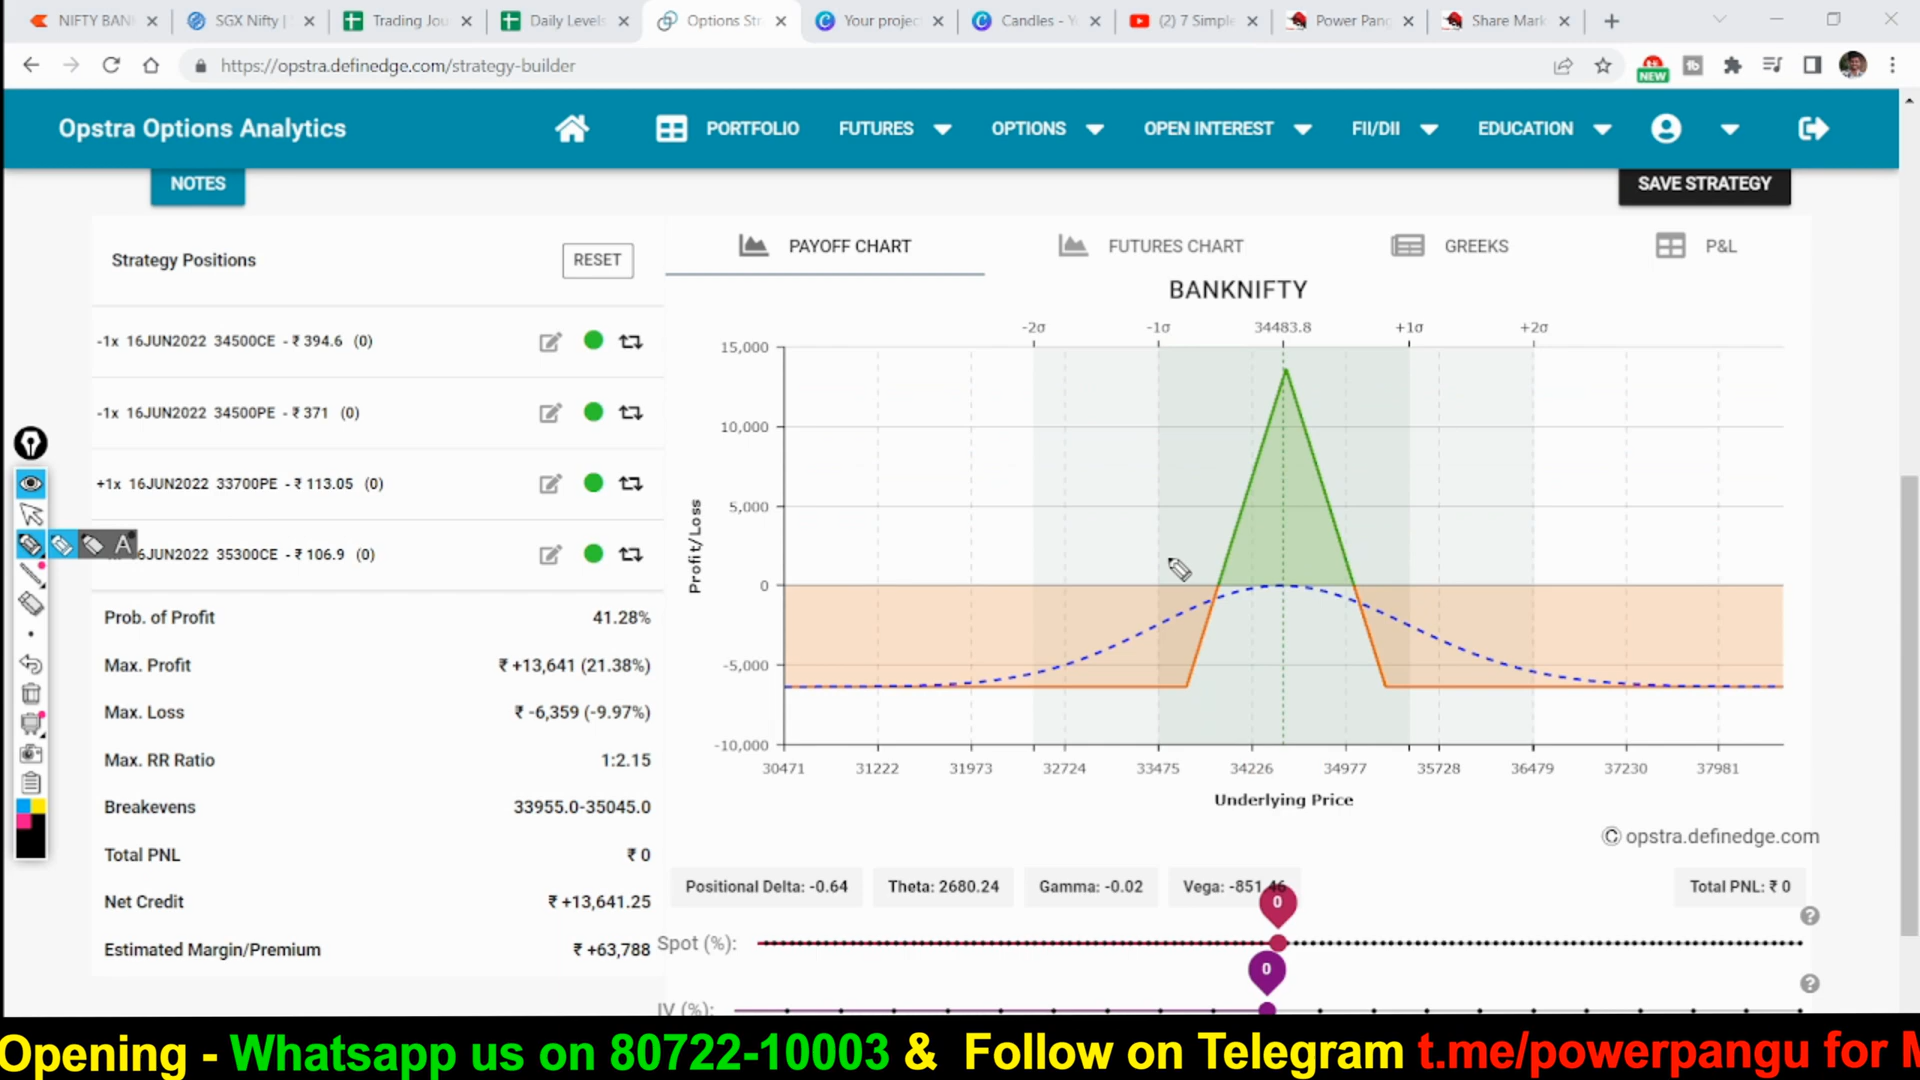 NIFTY BAN
SGX Nifty |
Trading Jou
Daily Levels
Options Str
Your projec
Candles - Y
(2) 7 Simple
Power Pang
Share Mark
https://opstra.definedge.com/strategy-builder
NEW
Opstra Options Analytics
PORTFOLIO
FUTURES
OPTIONS
OPEN INTEREST
FII/DII
EDUCATION
NOTES
SAVE STRATEGY
Strategy Positions
RESET
-1x 16JUN2022 34500CE - ₹ 394.6 (0)
-1x 16JUN2022 34500PE - ₹ 371 (0)
+1x 16JUN2022 33700PE - ₹ 113.05 (0)
6JUN2022 35300CE - ₹ 106.9 (0)
A
Prob. of Profit 41.28%
Max. Profit ₹ +13,641 (21.38%)
Max. Loss ₹ -6,359 (-9.97%)
Max. RR Ratio 1:2.15
Breakevens 33955.0-35045.0
Total PNL ₹ 0
Net Credit ₹ +13,641.25
Estimated Margin/Premium ₹ +63,788
PAYOFF CHART
FUTURES CHART
GREEKS
P&L
BANKNIFTY
-2σ -1σ 34483.8 +1σ +2σ
15,000
10,000
5,000
0
-5,000
-10,000
Profit/Loss
30471 31222 31973 32724 33475 34226 34977 35728 36479 37230 37981
Underlying Price
© opstra.definedge.com
Positional Delta: -0.64
Theta: 2680.24
Gamma: -0.02
Vega: -851.46
Total PNL: ₹ 0
0
Spot (%):
0
IV (%):
Opening - Whatsapp us on 80722-10003 & Follow on Telegram t.me/powerpangu for M